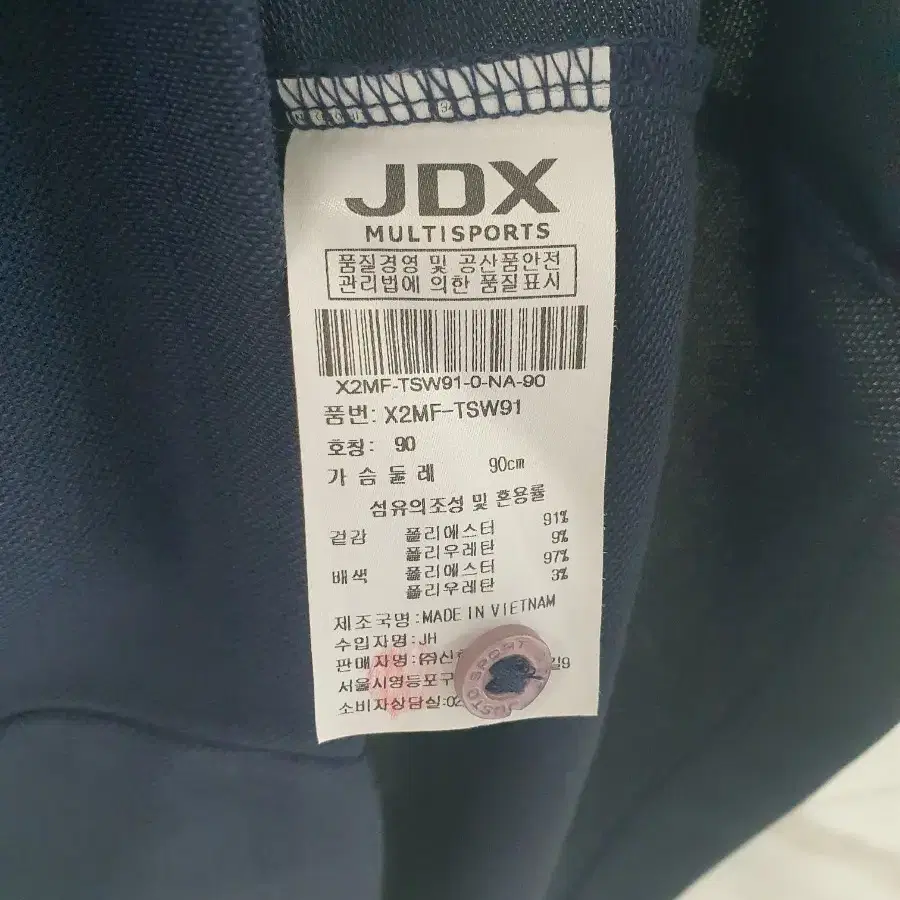 JDX
MULTISPORTS
품질경영 및 공산품안전
관리법에 의한 품질표시
X2MF-TSW91-0-NA-90
품번: X2MF-TSW91
호칭: 90
가 슴 둘 레 90cm
섬유의조성 및 혼용률
겉감 폴리에스터 91%
폴리우레탄 9%
배색 폴리에스터 97%
폴리우레탄 3%
제조국명:MADE IN VIETNAM
수입자명:JH
판매자명:(주)신 길9
서울시영등포구
소비자상담실:02
SPORT